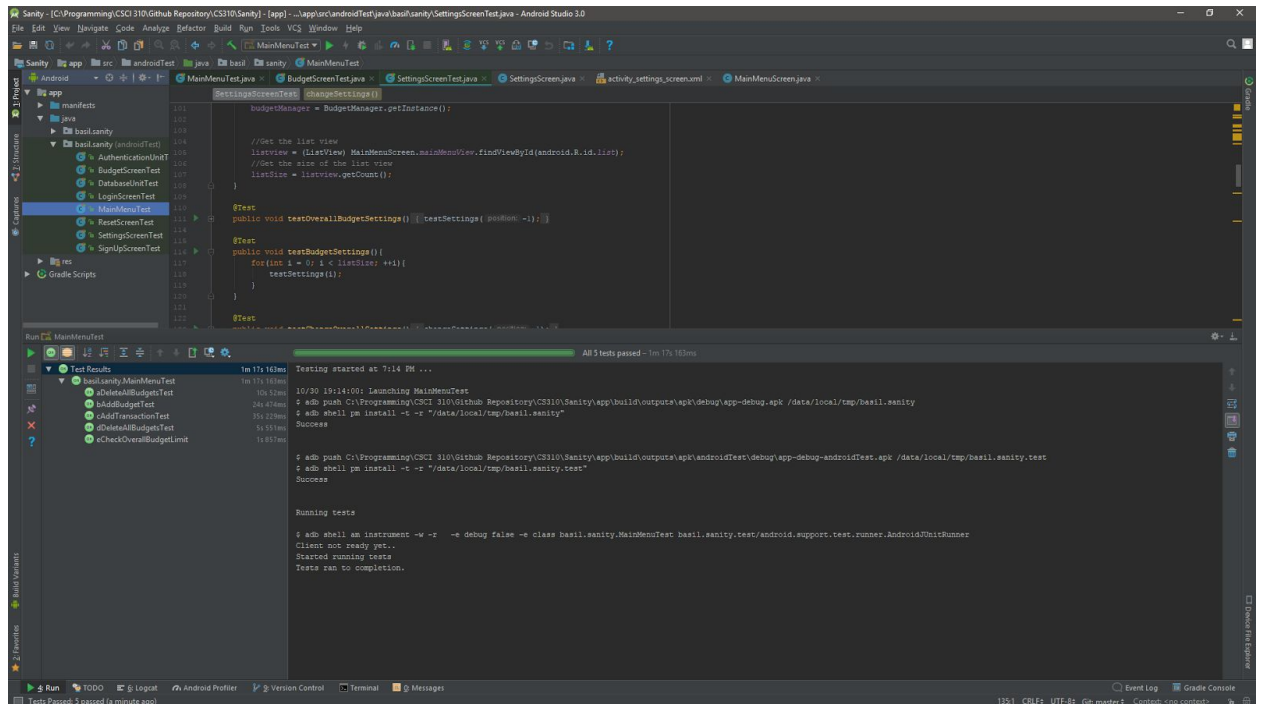 Sanity - [C:\Programming\CSCI 310\Github Repository\CS310\Sanity] - [app] - ...\app\src\androidTest\java\basil\sanity\SettingsScreenTest.java - Android Studio 3.0
File Edit View Navigate Code Analyze Refactor Build Run Tools VCS Window Help
MainMenuTest
Sanity app src androidTest java basil sanity MainMenuTest
Android
MainMenuTest.java BudgetScreenTest.java SettingsScreenTest.java SettingsScreen.java activity_settings_screen.xml MainMenuScreen.java
SettingsScreenTest changeSettings()
1: Project
Z: Structure
Captures
Build Variants
2: Favorites
app
manifests
java
basil.sanity
basil.sanity (androidTest)
AuthenticationUnitT
BudgetScreenTest
DatabaseUnitTest
LoginScreenTest
MainMenuTest
ResetScreenTest
SettingsScreenTest
SignUpScreenTest
res
Gradle Scripts
101 budgetManager = BudgetManager.getInstance();
102
103
104 //Get the list view
105 listview = (ListView) MainMenuScreen.mainMenuView.findViewById(android.R.id.list);
106 //Get the size of the list view
107 listSize = listview.getCount();
108 }
109
110 @Test
111 public void testOverallBudgetSettings() { testSettings( position: -1); }
114
115 @Test
116 public void testBudgetSettings(){
117 for(int i = 0; i < listSize; ++i){
118 testSettings(i);
119 }
120 }
121
122 @Test
Gradle
Device File Explorer
Run MainMenuTest
All 5 tests passed – 1m 17s 163ms
Test Results 1m 17s 163ms
basil.sanity.MainMenuTest 1m 17s 163ms
aDeleteAllBudgetsTest 10s 52ms
bAddBudgetTest 24s 474ms
cAddTransactionTest 35s 229ms
dDeleteAllBudgetsTest 5s 551ms
eCheckOverallBudgetLimit 1s 857ms
Testing started at 7:14 PM ...
10/30 19:14:00: Launching MainMenuTest
$ adb push C:\Programming\CSCI 310\Github Repository\CS310\Sanity\app\build\outputs\apk\debug\app-debug.apk /data/local/tmp/basil.sanity
$ adb shell pm install -t -r "/data/local/tmp/basil.sanity"
Success
$ adb push C:\Programming\CSCI 310\Github Repository\CS310\Sanity\app\build\outputs\apk\androidTest\debug\app-debug-androidTest.apk /data/local/tmp/basil.sanity.test
$ adb shell pm install -t -r "/data/local/tmp/basil.sanity.test"
Success
Running tests
$ adb shell am instrument -w -r -e debug false -e class basil.sanity.MainMenuTest basil.sanity.test/android.support.test.runner.AndroidJUnitRunner
Client not ready yet..
Started running tests
Tests ran to completion.
4: Run TODO 6: Logcat Android Profiler 9: Version Control Terminal 0: Messages Event Log Gradle Console
Tests Passed: 5 passed (a minute ago) 135:1 CRLF UTF-8 Git: master Context: <no context>